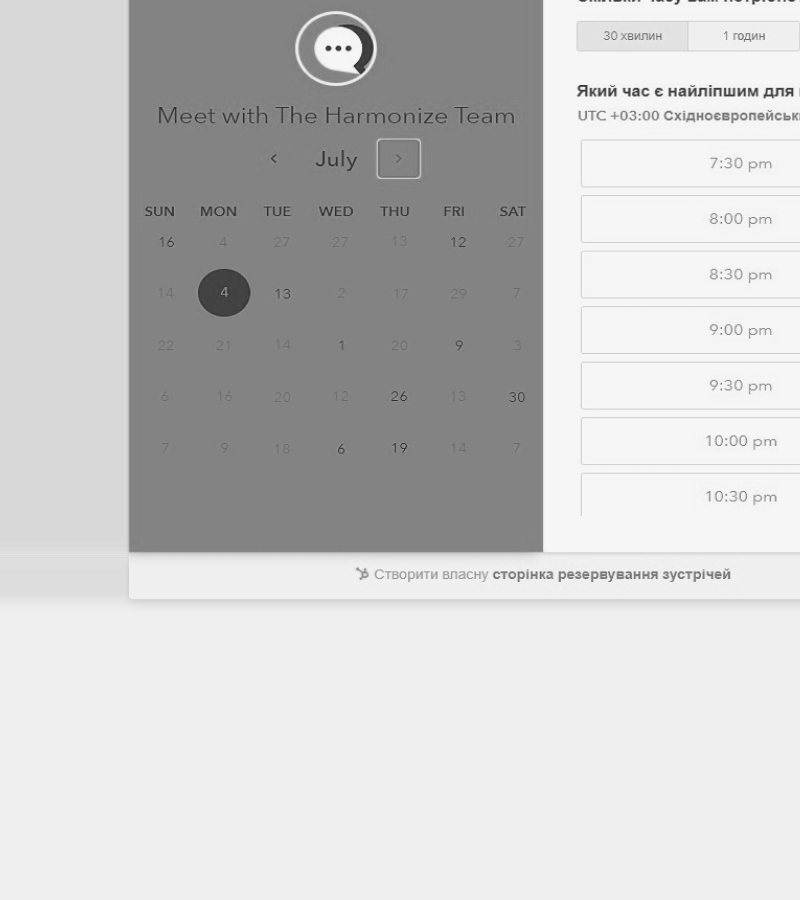 30 хвилин 1 годин
Meet with The Harmonize Team
July
Який час є найліпшим для
UTC +03:00
7:30 pm
8:00 pm
8:30 pm
9:00 pm
9:30 pm
10:00 pm
10:30 pm
SUN MON TUE WED THU FRI SAT
16 4 27 27 13 12 27
14 4 13 2 17 29 7
22 21 14 1 20 9 3
6 16 20 12 26 13 30
7 9 18 6 19 14 7
Створити власну сторінка резервування зустрічей